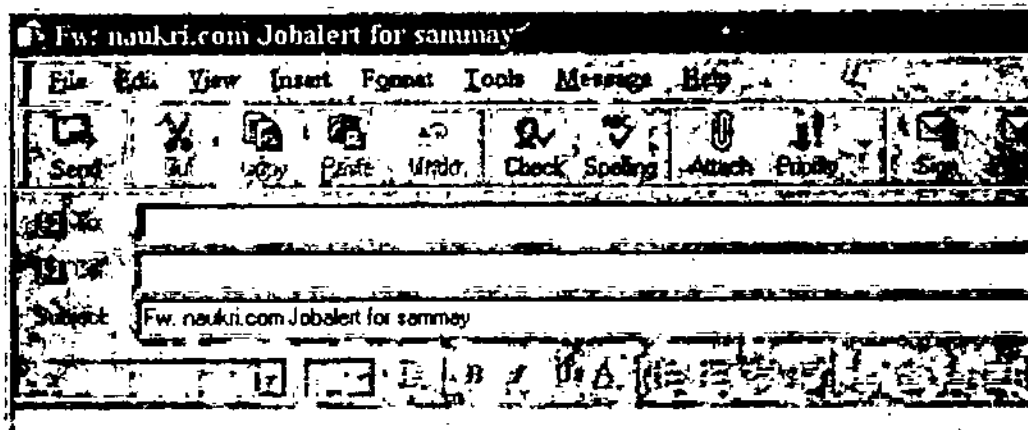 Fw: naukri.com Jobalert for sammay
File Edit View Insert Format Tools Message Help
Send Cut Copy Paste Undo Check Spelling Attach Priority Sign
To:
Cc:
Subject: Fw: naukri.com Jobalert for sammay
B I U A